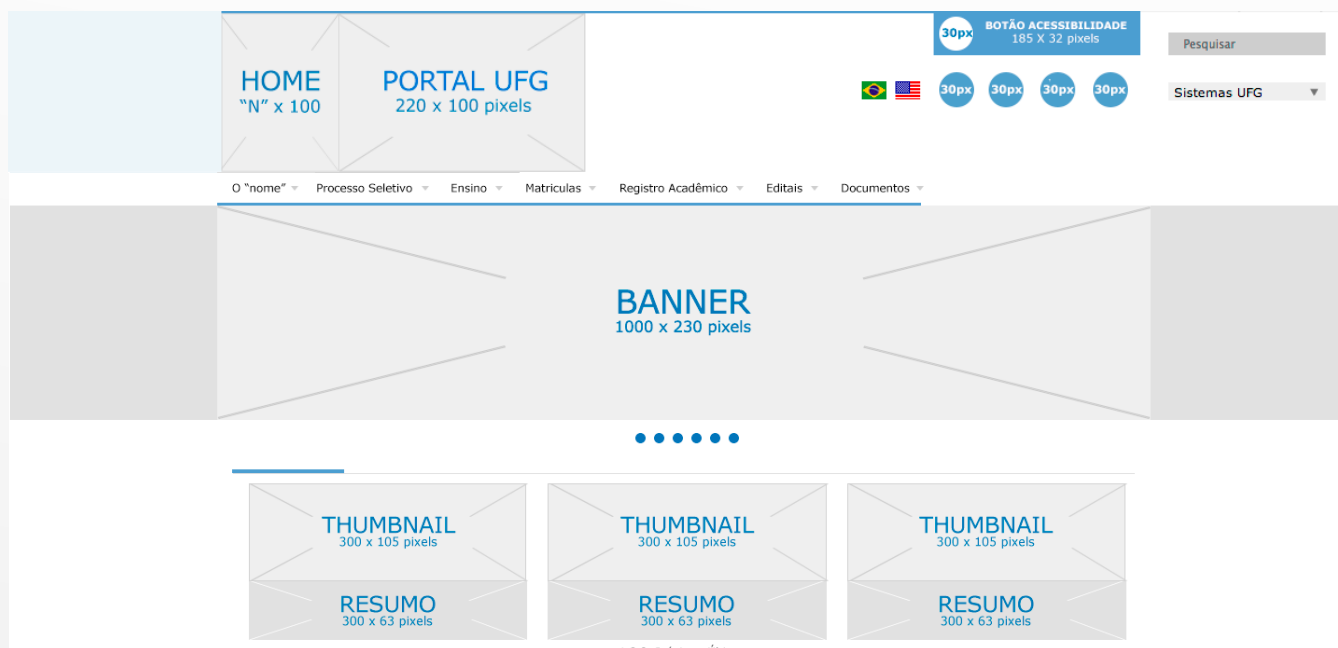 30px
BOTÃO ACESSIBILIDADE
185 X 32 pixels
Pesquisar
HOME
"N" x 100
PORTAL UFG
220 x 100 pixels
30px 30px 30px 30px
Sistemas UFG
O "nome" Processo Seletivo Ensino Matriculas Registro Acadêmico Editais Documentos
BANNER
1000 x 230 pixels
THUMBNAIL
300 x 105 pixels
THUMBNAIL
300 x 105 pixels
THUMBNAIL
300 x 105 pixels
RESUMO
300 x 63 pixels
RESUMO
300 x 63 pixels
RESUMO
300 x 63 pixels